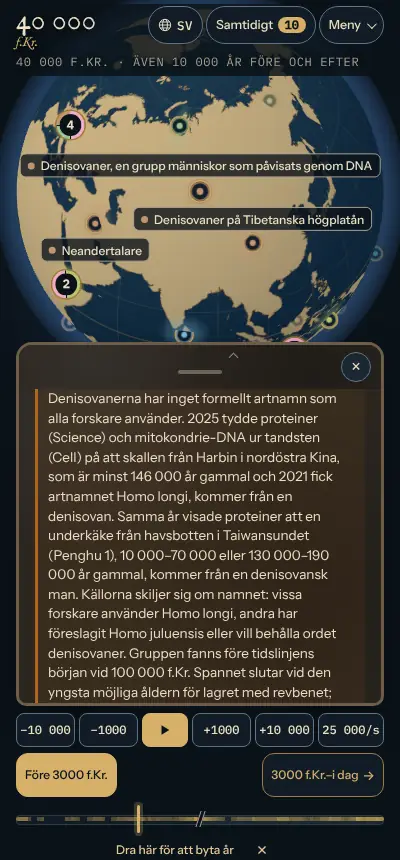 40 000
f.Kr.
SV
Samtidigt 10
Meny
40 000 F.KR. · ÄVEN 10 000 ÅR FÖRE OCH EFTER
4
Denisovaner, en grupp människor som påvisats genom DNA
Denisovaner på Tibetanska högplatån
Neandertalare
2
Denisovanerna har inget formellt artnamn som
alla forskare använder. 2025 tydde proteiner
(Science) och mitokondrie-DNA ur tandsten
(Cell) på att skallen från Harbin i nordöstra Kina,
som är minst 146 000 år gammal och 2021 fick
artnamnet Homo longi, kommer från en
denisovan. Samma år visade proteiner att en
underkäke från havsbotten i Taiwansundet
(Penghu 1), 10 000–70 000 eller 130 000–190
000 år gammal, kommer från en denisovansk
man. Källorna skiljer sig om namnet: vissa
forskare använder Homo longi, andra har
föreslagit Homo juluensis eller vill behålla ordet
denisovaner. Gruppen fanns före tidslinjens
början vid 100 000 f.Kr. Spannet slutar vid den
yngsta möjliga åldern för lagret med revbenet;
−10 000
−1000
+1000
+10 000
25 000/s
Före 3000 f.Kr.
3000 f.Kr.–i dag →
Dra här för att byta år